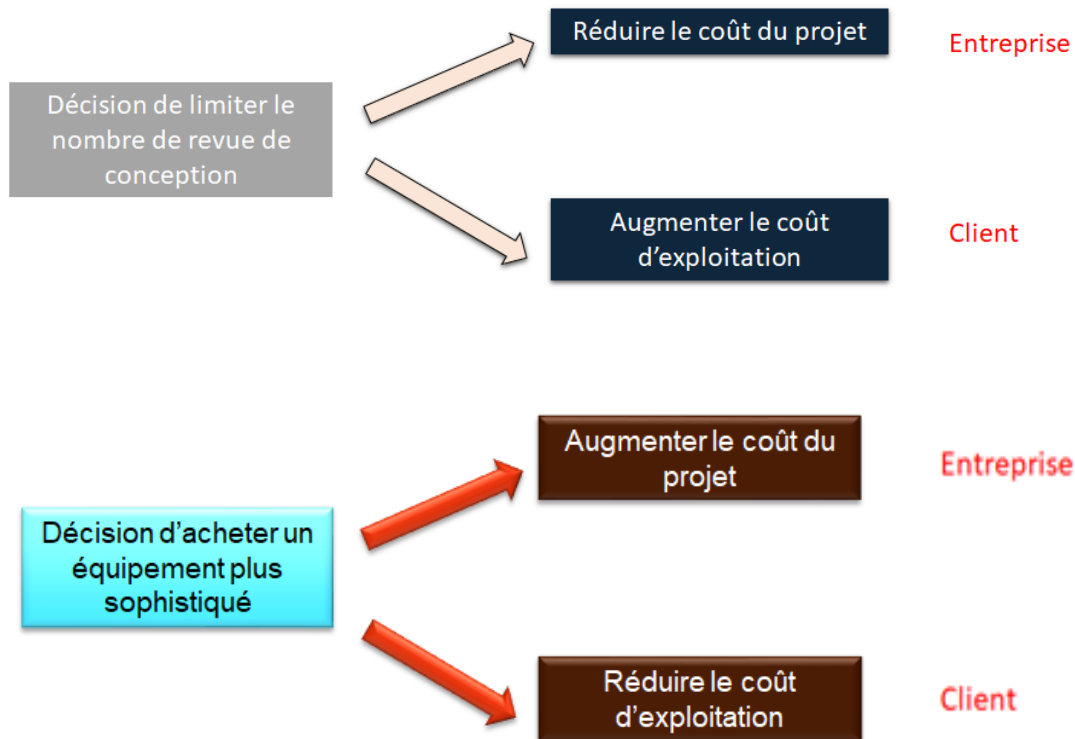 Réduire le coût du projet
Entreprise
Décision de limiter le
nombre de revue de
conception
Augmenter le coût
d’exploitation
Client
Augmenter le coût du
projet
Entreprise
Décision d’acheter un
équipement plus
sophistiqué
Réduire le coût
d’exploitation
Client